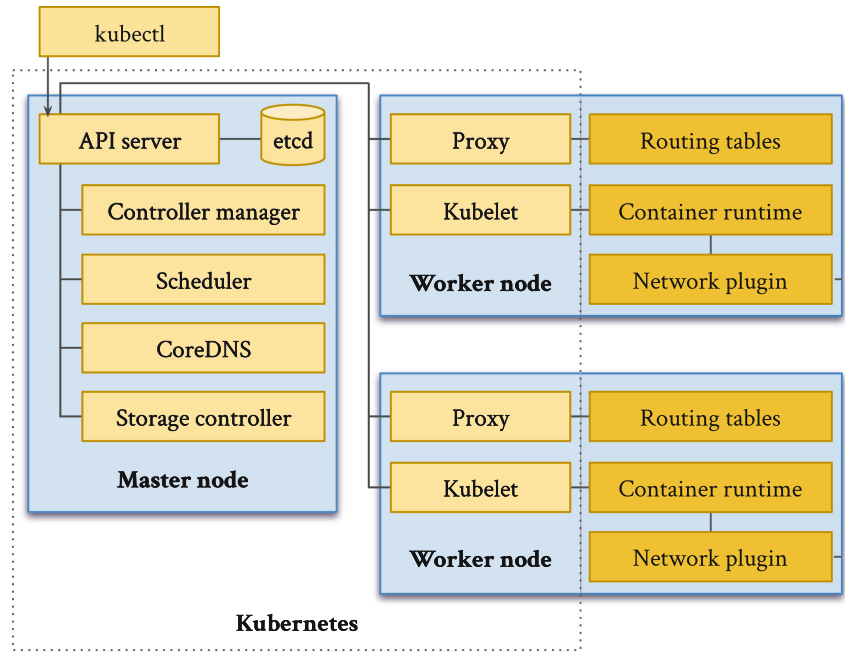 kubectl
API server
etcd
Controller manager
Scheduler
CoreDNS
Storage controller
Master node
Proxy
Routing tables
Kubelet
Container runtime
Worker node
Network plugin
Proxy
Routing tables
Kubelet
Container runtime
Worker node
Network plugin
Kubernetes